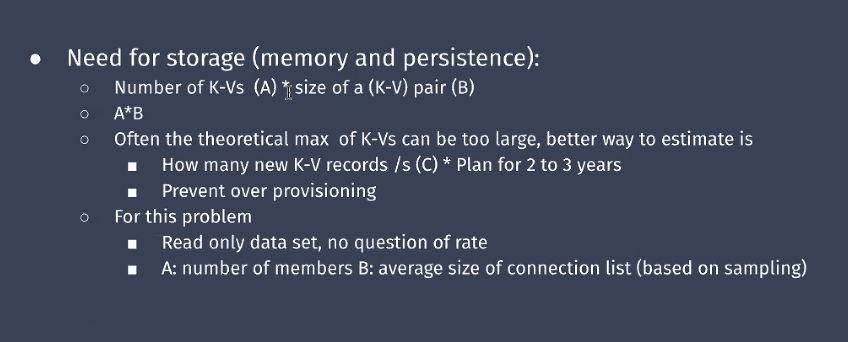 ● Need for storage (memory and persistence):
○ Number of K-Vs (A) * size of a (K-V) pair (B)
○ A*B
○ Often the theoretical max of K-Vs can be too large, better way to estimate is
■ How many new K-V records /s (C) * Plan for 2 to 3 years
■ Prevent over provisioning
○ For this problem
■ Read only data set, no question of rate
■ A: number of members B: average size of connection list (based on sampling)